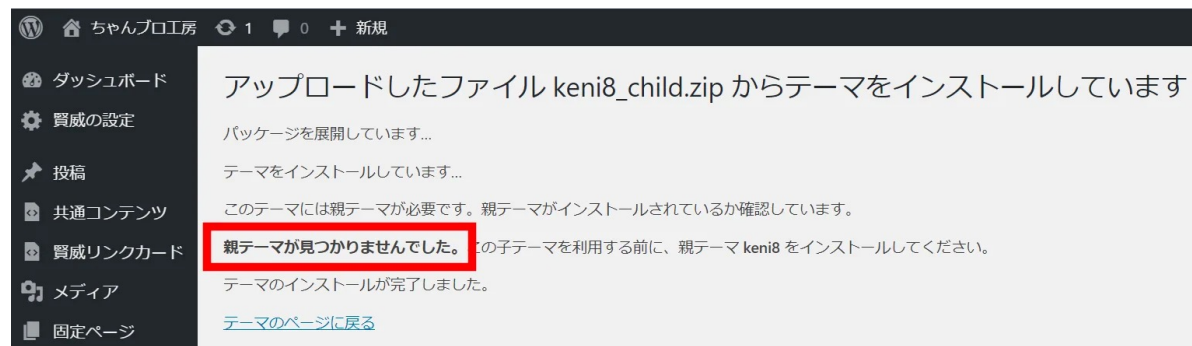 ちゃんブロ工房 1 0 新規
ダッシュボード
賢威の設定
投稿
共通コンテンツ
賢威リンクカード
メディア
固定ページ
アップロードしたファイル keni8_child.zip からテーマをインストールしています
パッケージを展開しています...
テーマをインストールしています...
このテーマには親テーマが必要です。親テーマがインストールされているか確認しています。
親テーマが見つかりませんでした。この子テーマを利用する前に、親テーマ keni8 をインストールしてください。
テーマのインストールが完了しました。
テーマのページに戻る